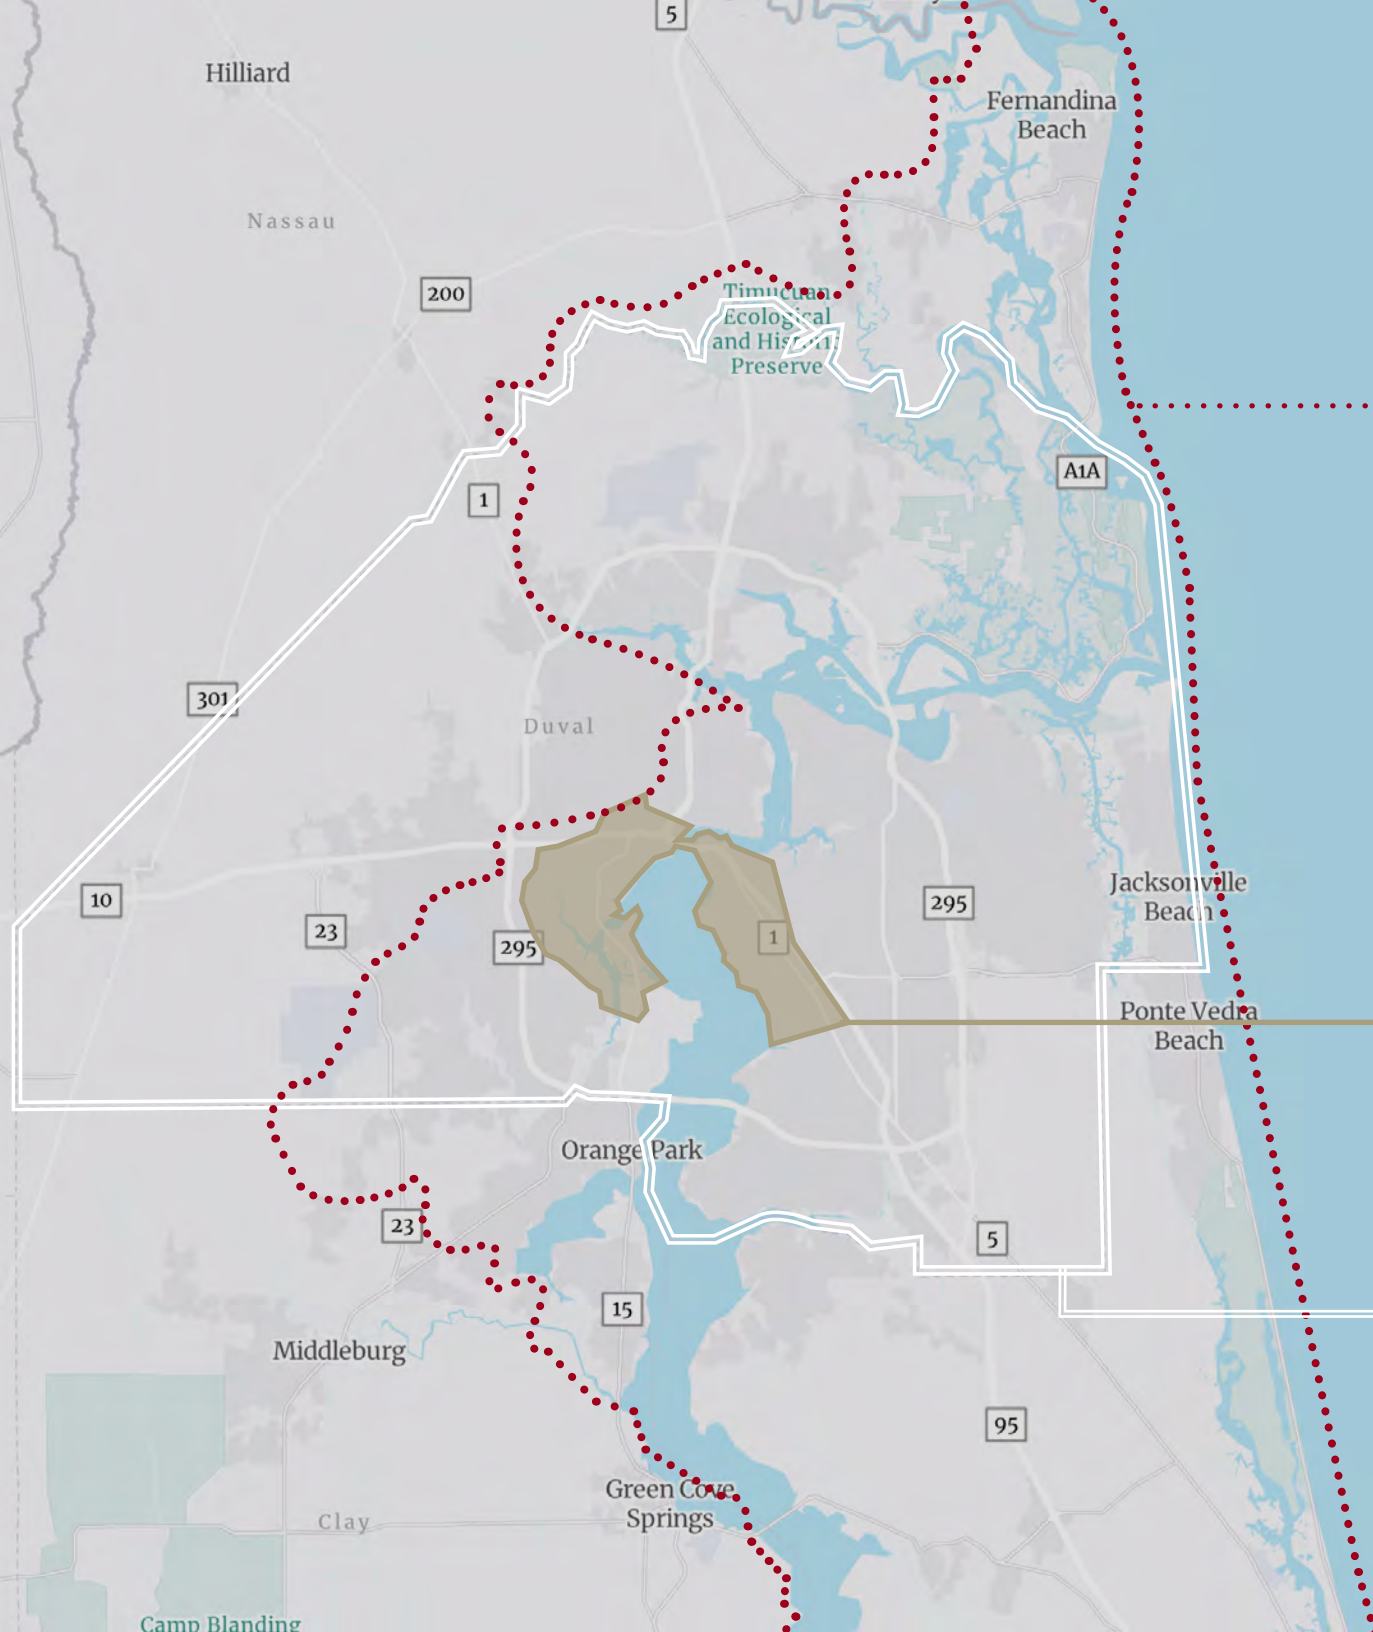 5
Hilliard
Fernandina
Beach
Nassau
200
Timucuan
Ecological
and Historic
Preserve
A1A
1
301
Duval
Jacksonville
Beach
10
295
23
1
295
Ponte Vedra
Beach
Orange Park
23
5
15
Middleburg
95
Green Cove
Springs
Clay
Camp Blanding